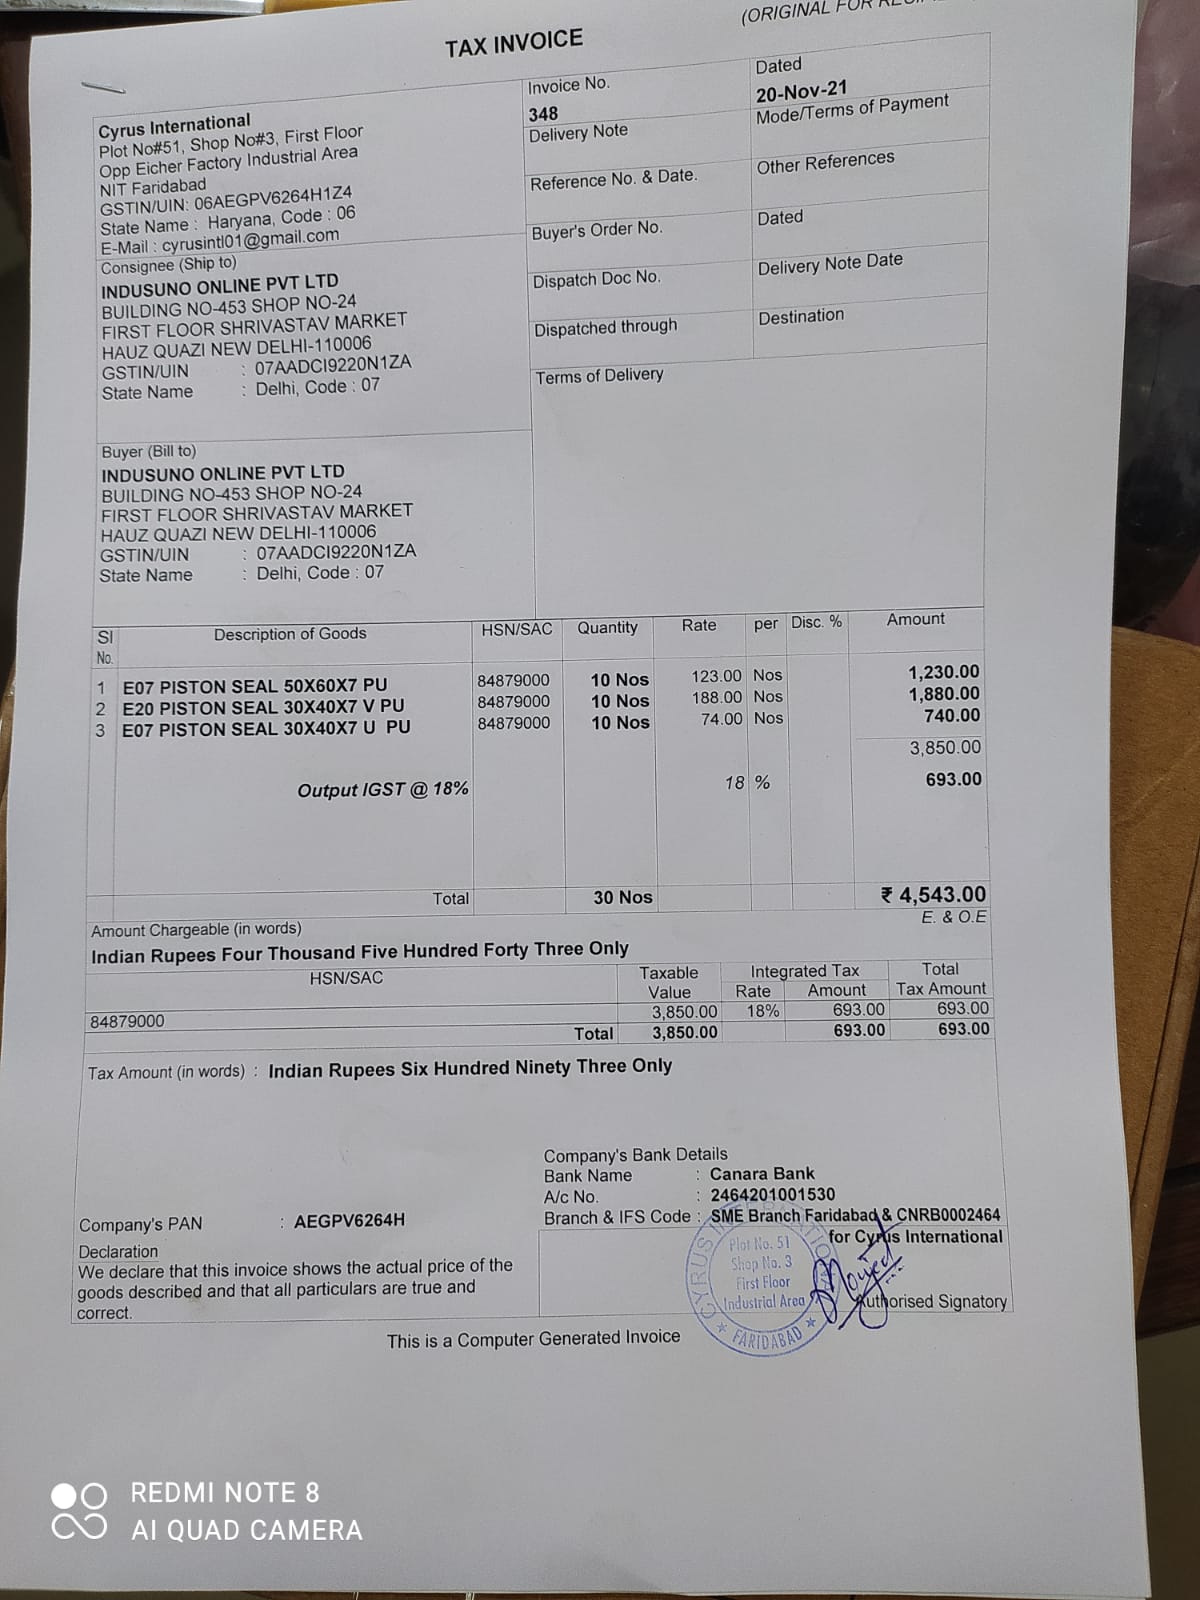 (ORIGINAL FOR
TAX INVOICE
Cyrus International
Plot No#51, Shop No#3, First Floor
Opp Eicher Factory Industrial Area
NIT Faridabad
GSTIN/UIN: 06AEGPV6264H1Z4
State Name : Haryana, Code : 06
E-Mail : cyrusintl01@gmail.com
Invoice No.
348
Dated
20-Nov-21
Delivery Note
Mode/Terms of Payment
Reference No. & Date.
Other References
Buyer's Order No.
Dated
Dispatch Doc No.
Delivery Note Date
Dispatched through
Destination
Terms of Delivery
Consignee (Ship to)
INDUSUNO ONLINE PVT LTD
BUILDING NO-453 SHOP NO-24
FIRST FLOOR SHRIVASTAV MARKET
HAUZ QUAZI NEW DELHI-110006
GSTIN/UIN : 07AADCI9220N1ZA
State Name : Delhi, Code : 07
Buyer (Bill to)
INDUSUNO ONLINE PVT LTD
BUILDING NO-453 SHOP NO-24
FIRST FLOOR SHRIVASTAV MARKET
HAUZ QUAZI NEW DELHI-110006
GSTIN/UIN : 07AADCI9220N1ZA
State Name : Delhi, Code : 07
Sl No. Description of Goods HSN/SAC Quantity Rate per Disc. % Amount
1 E07 PISTON SEAL 50X60X7 PU 84879000 10 Nos 123.00 Nos 1,230.00
2 E20 PISTON SEAL 30X40X7 V PU 84879000 10 Nos 188.00 Nos 1,880.00
3 E07 PISTON SEAL 30X40X7 U PU 84879000 10 Nos 74.00 Nos 740.00
3,850.00
Output IGST @ 18% 18 % 693.00
Total 30 Nos ₹ 4,543.00
Amount Chargeable (in words) E. & O.E
Indian Rupees Four Thousand Five Hundred Forty Three Only
HSN/SAC Taxable Value Integrated Tax Rate Amount Total Tax Amount
84879000 3,850.00 18% 693.00 693.00
Total 3,850.00 693.00 693.00
Tax Amount (in words) : Indian Rupees Six Hundred Ninety Three Only
Company's Bank Details
Bank Name : Canara Bank
A/c No. : 2464201001530
Branch & IFS Code : SME Branch Faridabad & CNRB0002464
Company's PAN : AEGPV6264H
Declaration
We declare that this invoice shows the actual price of the
goods described and that all particulars are true and
correct.
for Cyrus International
CYRUS INTERNATIONAL
Plot No. 51
Shop No. 3
First Floor
Industrial Area
★ FARIDABAD ★
Authorised Signatory
This is a Computer Generated Invoice
REDMI NOTE 8
AI QUAD CAMERA